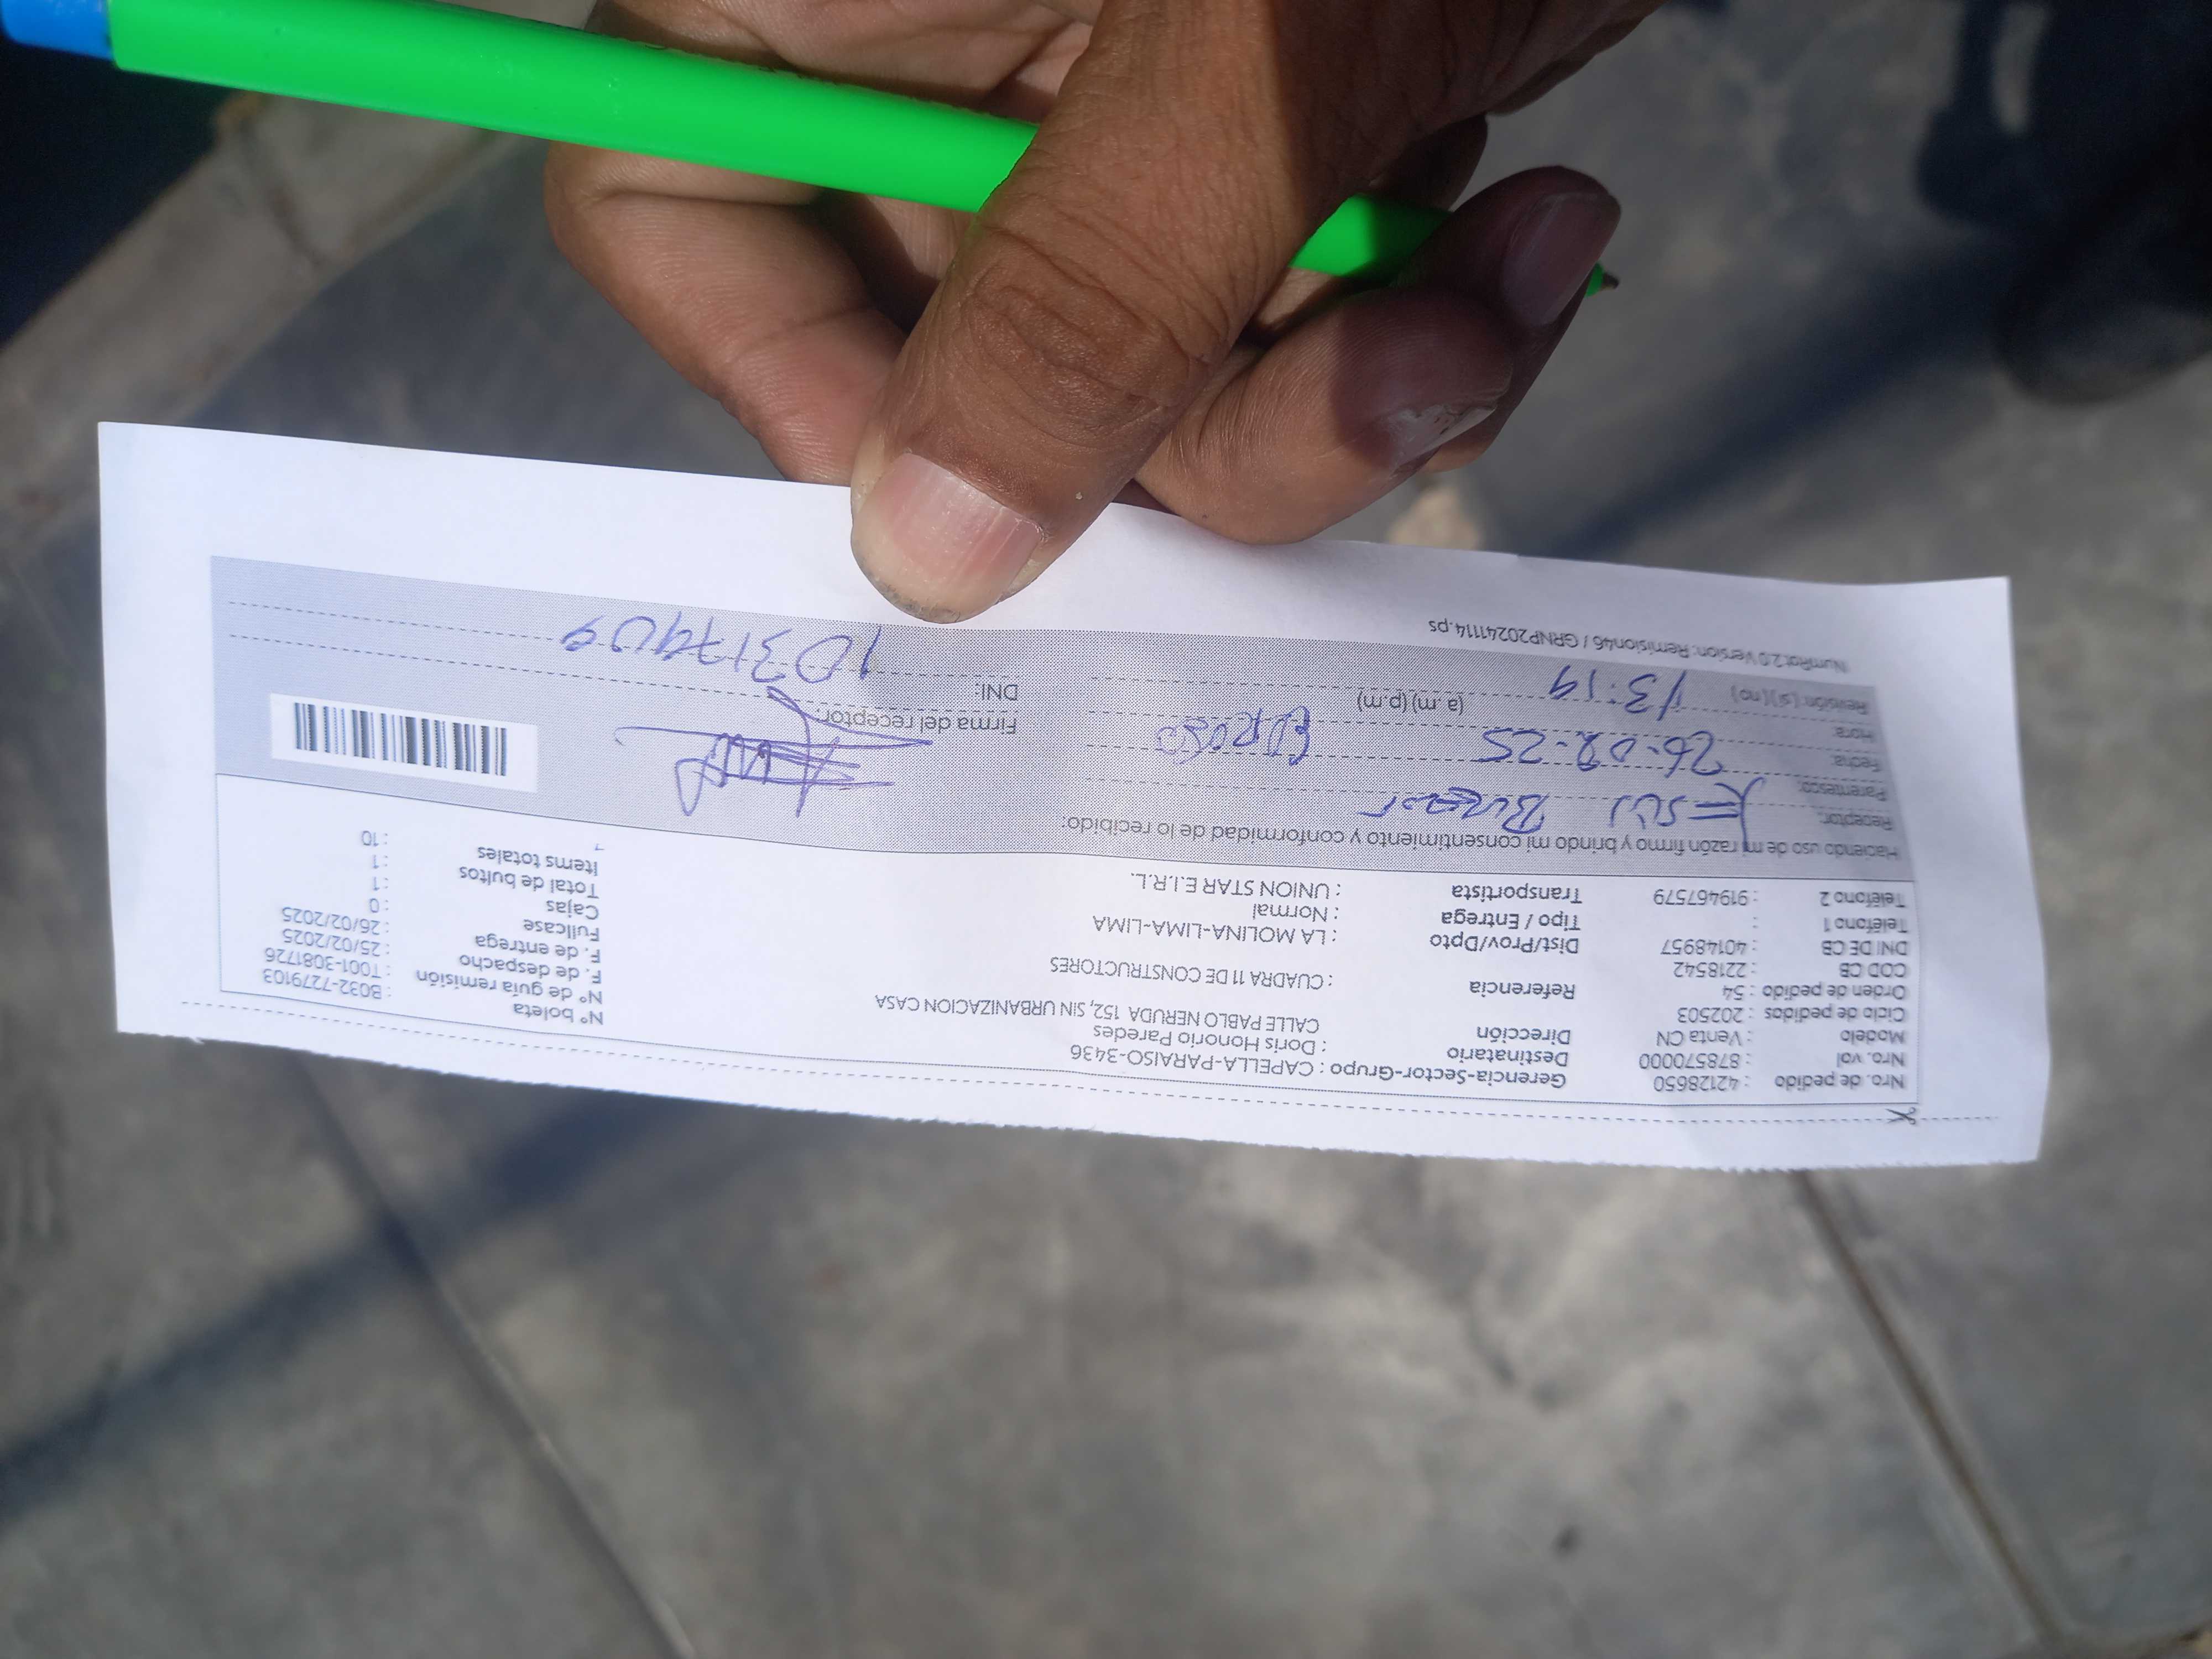 Nro. de pedido : 42128650
Nro. val : 878570000
Modelo : Venta CN
Ciclo de pedidos : 202503
Orden de pedido : 54
COD CB : 2218542
DNI DE CB : 40148957
Teléfono 1 :
Teléfono 2 : 919467579
Gerencia-Sector-Grupo : CAPELLA-PARAISO-3436
Destinatario : Doris Honorio Paredes
Dirección CALLE PABLO NERUDA 152, SIN URBANIZACION CASA
Referencia : CUADRA 11 DE CONSTRUCTORES
Dist/Prov/Dpto : LA MOLINA-LIMA-LIMA
Tipo / Entrega : Normal
Transportista : UNION STAR E.I.R.L.
N° boleta : B032-7279103
N° de guía remisión : T001-3081726
F. de despacho : 25/02/2025
F. de entrega : 26/02/2025
Fullcase : 0
Cajas : 1
Total de bultos : 1
Items totales : 10
Haciendo uso de mi razón firmo y brindo mi consentimiento y conformidad de lo recibido:
Receptor: Jesús
Parentesco:
Fecha: 26-02-25
Hora: 13:19 (a.m) (p.m)
Revisión: (si) (no)
Firma del receptor:
DNI: 10317409
NumRot 2.0 Version: Remision46 / GRNP20241114.ps